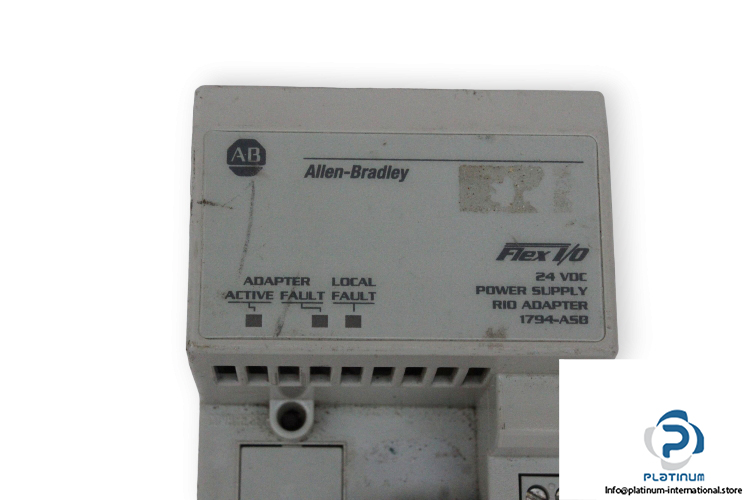 AB
Allen-Bradley
Flex I/O
24 VDC
POWER SUPPLY
RIO ADAPTER
1794-ASB
ADAPTER LOCAL
ACTIVE FAULT FAULT
PLATINUM
Info@platinum-international.store